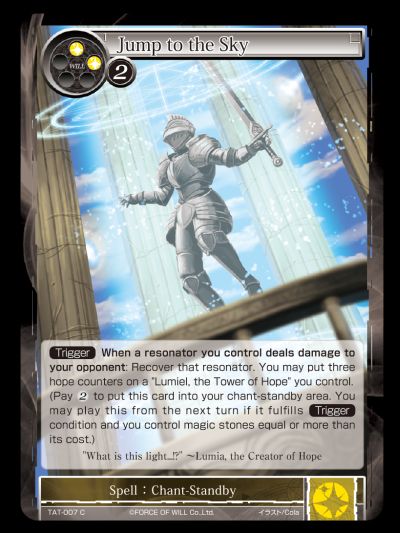 Jump to the Sky
WILL
2
Trigger When a resonator you control deals damage to
your opponent: Recover that resonator. You may put three
hope counters on a "Lumiel, the Tower of Hope" you control.
(Pay 2 to put this card into your chant-standby area. You
may play this from the next turn if it fulfills Trigger
condition and you control magic stones equal or more than
its cost.)
"What is this light...!?" ~Lumia, the Creator of Hope
Spell : Chant-Standby
TAT-007 C ©FORCE OF WILL Co.,Ltd. イラスト/Cola